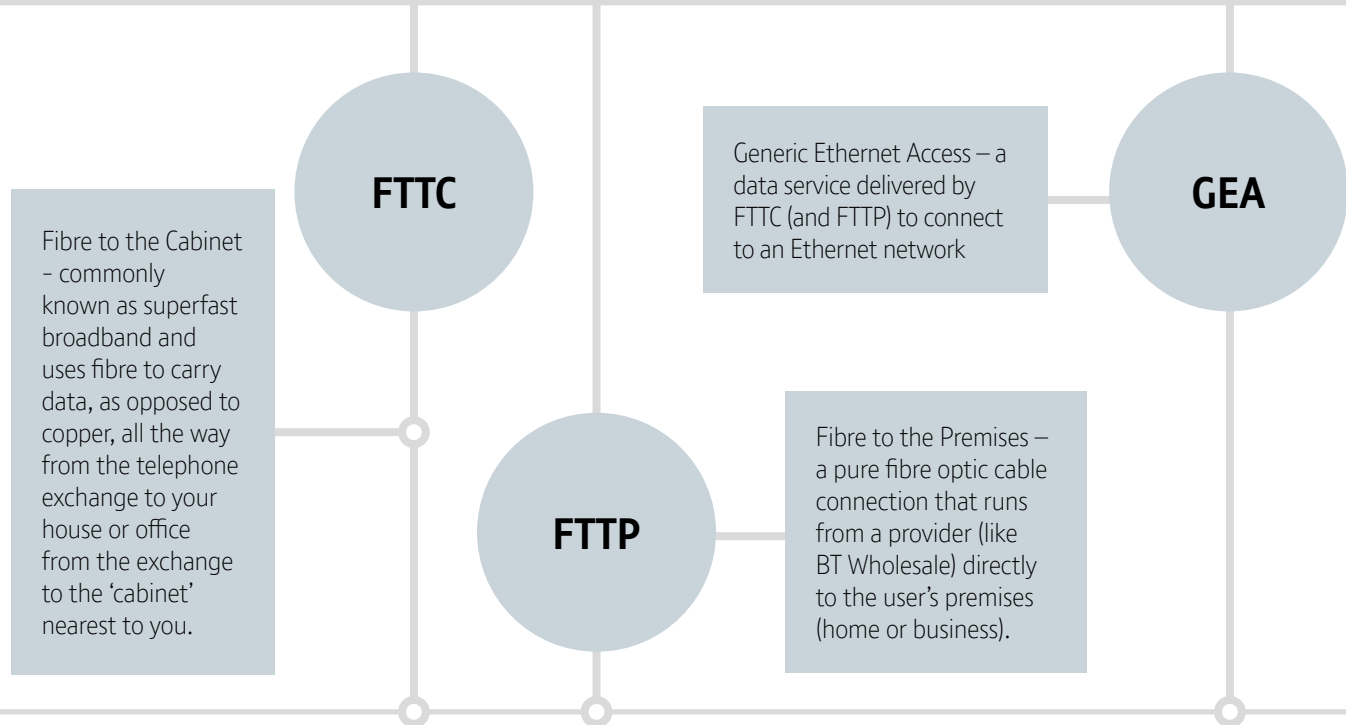 FTTC
Fibre to the Cabinet
- commonly
known as superfast
broadband and
uses fibre to carry
data, as opposed to
copper, all the way
from the telephone
exchange to your
house or office
from the exchange
to the ‘cabinet’
nearest to you.
FTTP
Fibre to the Premises –
a pure fibre optic cable
connection that runs
from a provider (like
BT Wholesale) directly
to the user’s premises
(home or business).
GEA
Generic Ethernet Access – a
data service delivered by
FTTC (and FTTP) to connect
to an Ethernet network